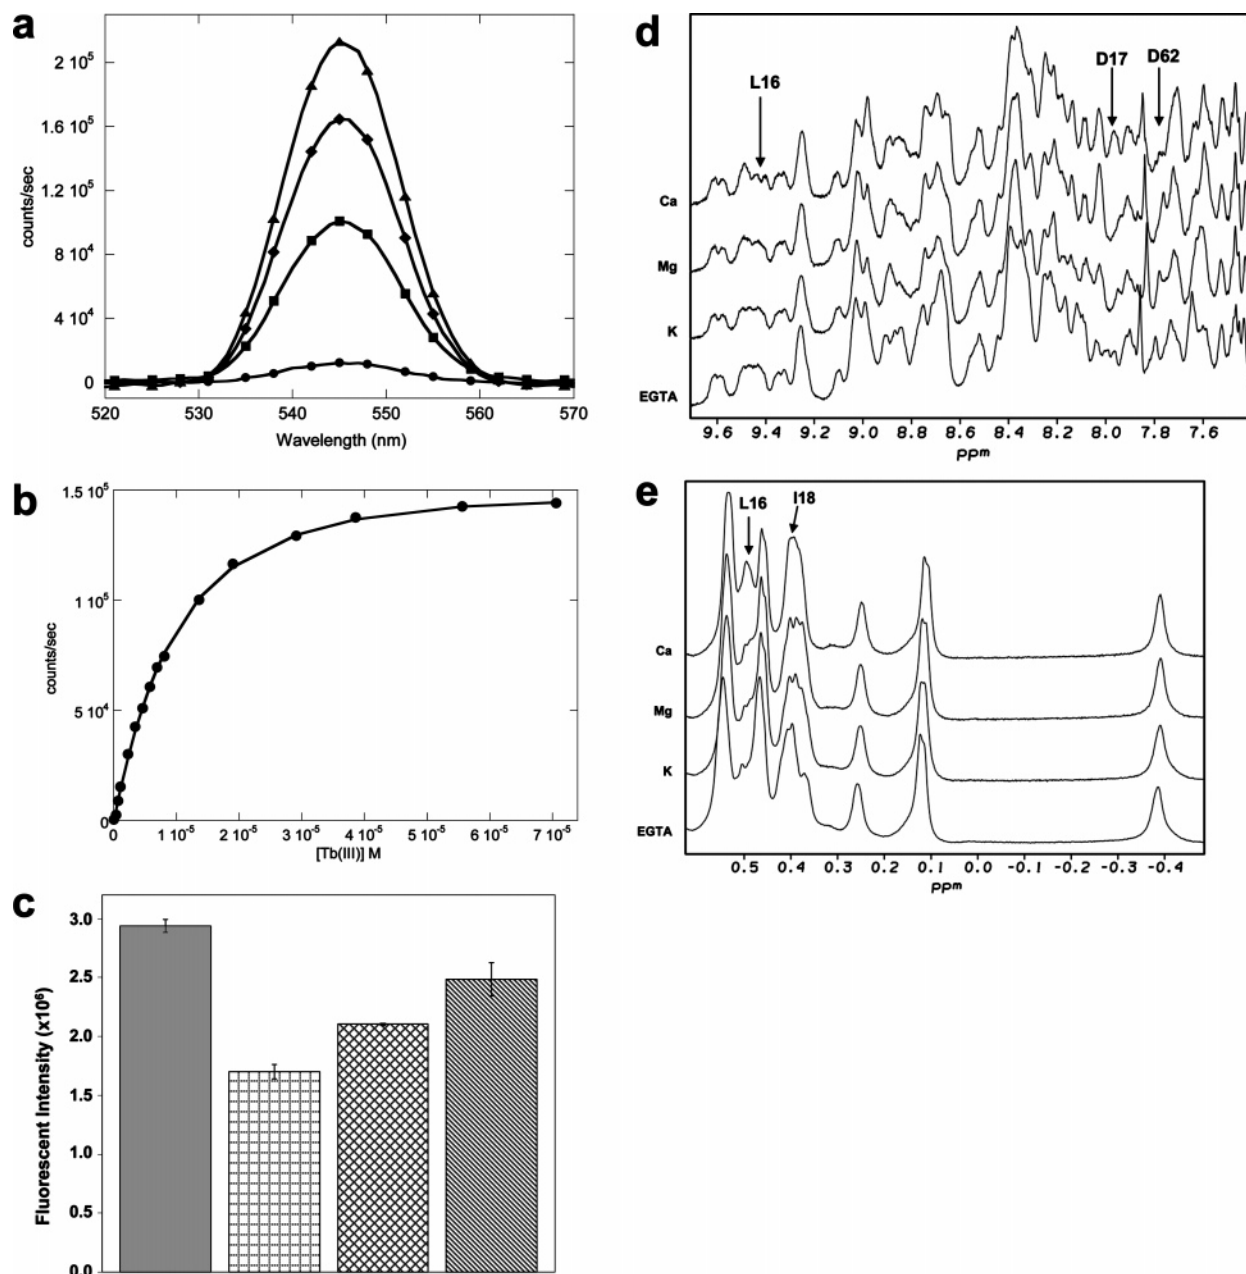 a
2 10⁵
1.6 10⁵
1.2 10⁵
8 10⁴
4 10⁴
0
counts/sec
520 530 540 550 560 570
Wavelength (nm)
b
1.5 10⁵
1 10⁵
5 10⁴
0
counts/sec
0 1 10⁻⁵ 2 10⁻⁵ 3 10⁻⁵ 4 10⁻⁵ 5 10⁻⁵ 6 10⁻⁵ 7 10⁻⁵
[Tb(III)] M
c
3.0
2.5
2.0
1.5
1.0
0.5
0.0
Fluorescent Intensity (x10⁶)
d
L16 D17 D62
Ca
Mg
K
EGTA
9.6 9.4 9.2 9.0 8.8 8.6 8.4 8.2 8.0 7.8 7.6
ppm
e
L16 I18
Ca
Mg
K
EGTA
0.5 0.4 0.3 0.2 0.1 0.0 -0.1 -0.2 -0.3 -0.4
ppm